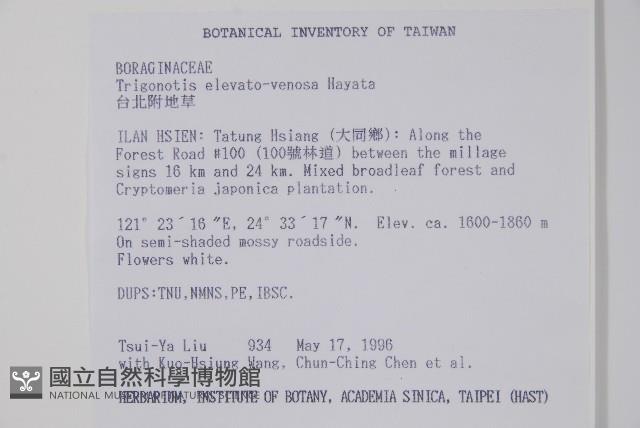 BOTANICAL INVENTORY OF TAIWAN
BORAGINACEAE
Trigonotis elevato-venosa Hayata
台北附地草
ILAN HSIEN: Tatung Hsiang (大同鄉): Along the
Forest Road #100 (100號林道) between the millage
signs 16 km and 24 km. Mixed broadleaf forest and
Cryptomeria japonica plantation.
121° 23´16 ″E, 24° 33´17 ″N. Elev. ca. 1600-1860 m
On semi-shaded mossy roadside.
Flowers white.
DUPS:TNU,NMNS,PE,IBSC.
Tsui-Ya Liu 934 May 17, 1996
with Kuo-Hsiung Wang, Chun-Ching Chen et al.
國立自然科學博物館
NATIONAL MUSEUM OF NATURAL SCIENCE
HERBARIUM, INSTITUTE OF BOTANY, ACADEMIA SINICA, TAIPEI (HAST)